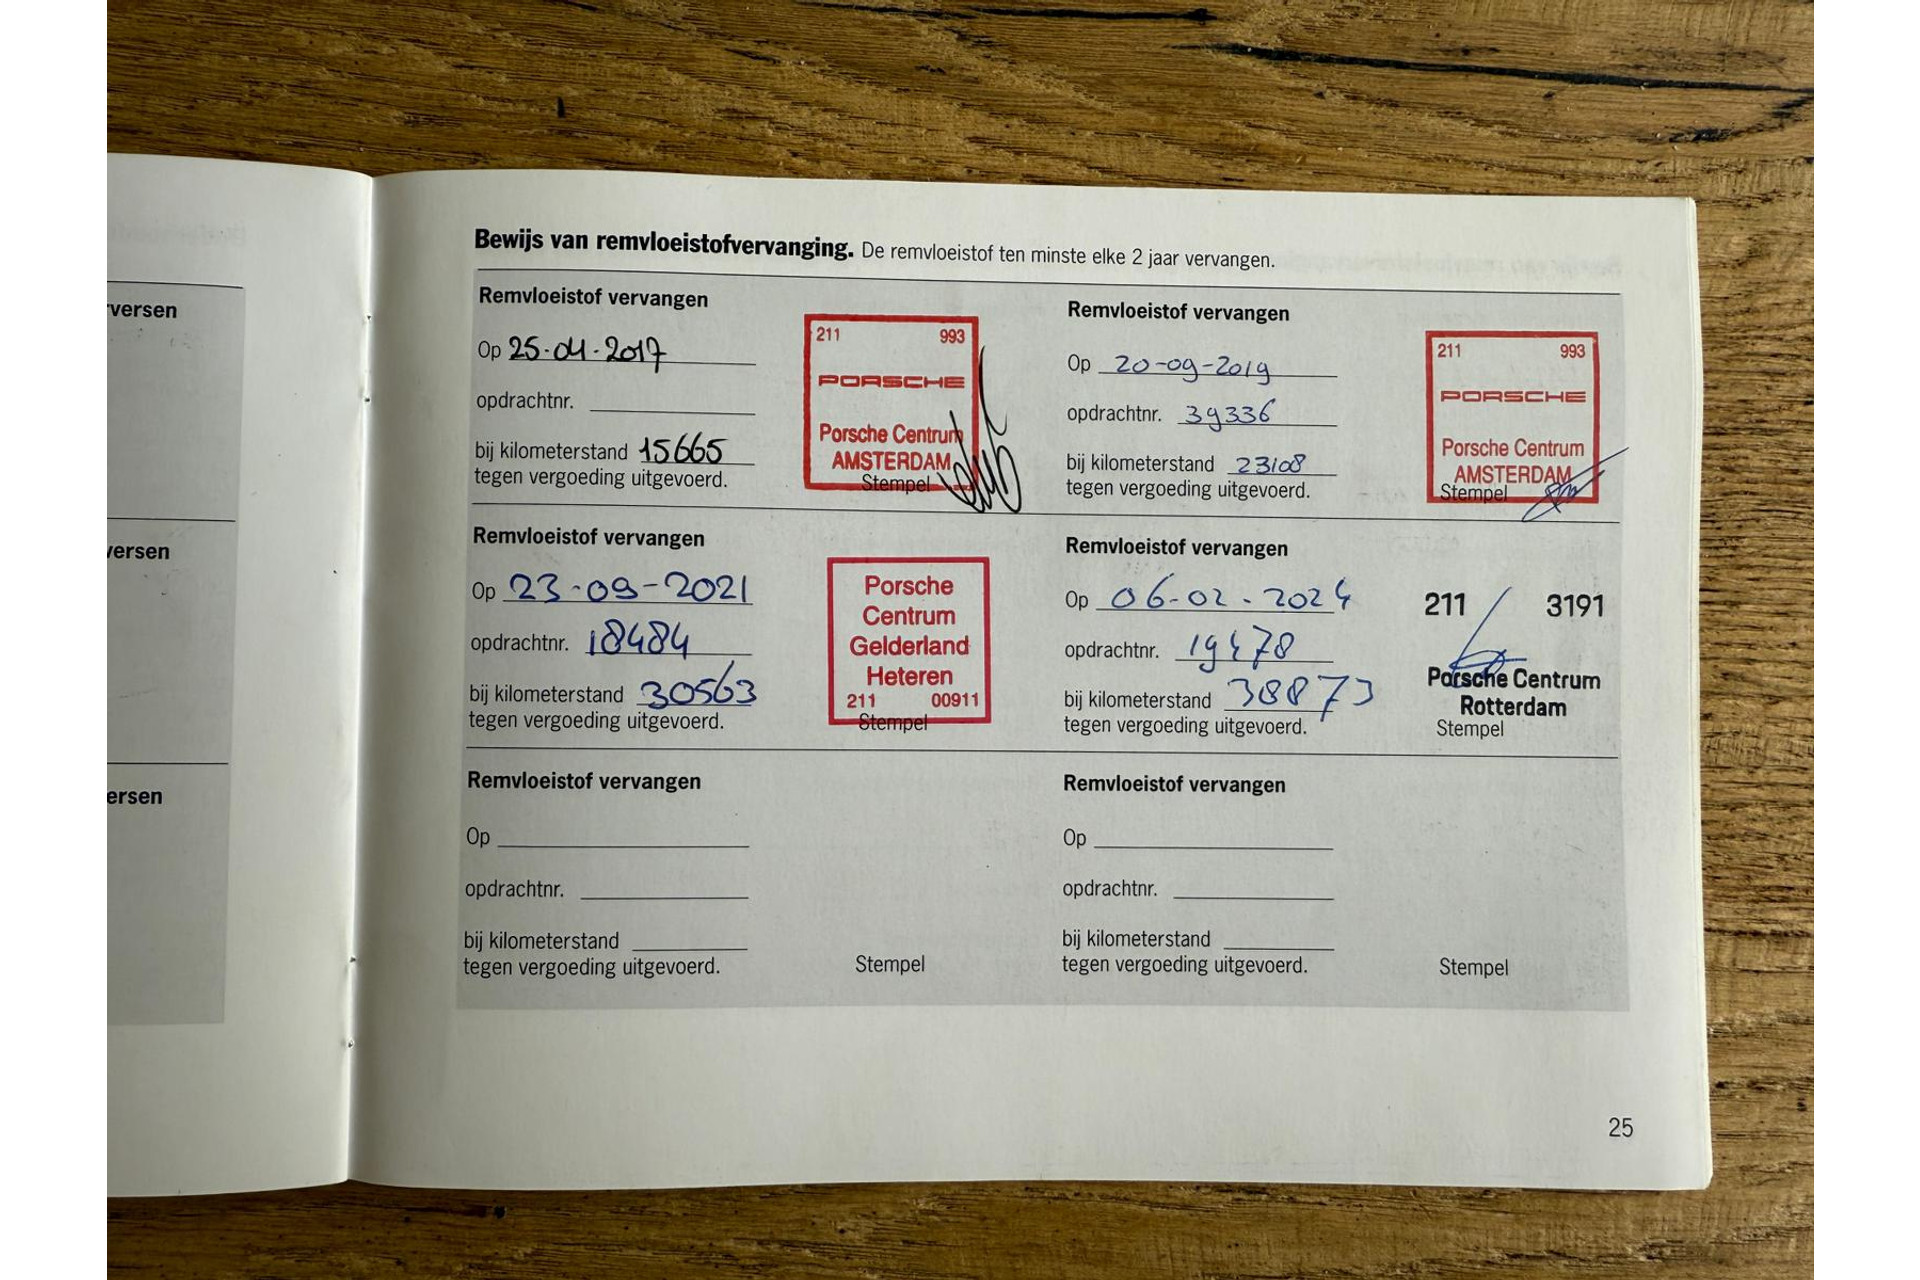 versen
versen
ersen
Bewijs van remvloeistofvervanging. De remvloeistof ten minste elke 2 jaar vervangen.
Remvloeistof vervangen
Op 25-04-2017
opdrachtnr.
bij kilometerstand 15665
tegen vergoeding uitgevoerd.
211 993
PORSCHE
Porsche Centrum
AMSTERDAM
Stempel
Remvloeistof vervangen
Op 20-09-2019
opdrachtnr. 39336
bij kilometerstand 23108
tegen vergoeding uitgevoerd.
211 993
PORSCHE
Porsche Centrum
AMSTERDAM
Stempel
Remvloeistof vervangen
Op 23-09-2021
opdrachtnr. 18484
bij kilometerstand 30563
tegen vergoeding uitgevoerd.
Porsche
Centrum
Gelderland
Heteren
211 00911
Stempel
Remvloeistof vervangen
Op 06-02-2024
opdrachtnr. 19478
bij kilometerstand 38873
tegen vergoeding uitgevoerd.
211 3191
Porsche Centrum
Rotterdam
Stempel
Remvloeistof vervangen
Op
opdrachtnr.
bij kilometerstand
tegen vergoeding uitgevoerd.
Stempel
Remvloeistof vervangen
Op
opdrachtnr.
bij kilometerstand
tegen vergoeding uitgevoerd.
Stempel
25